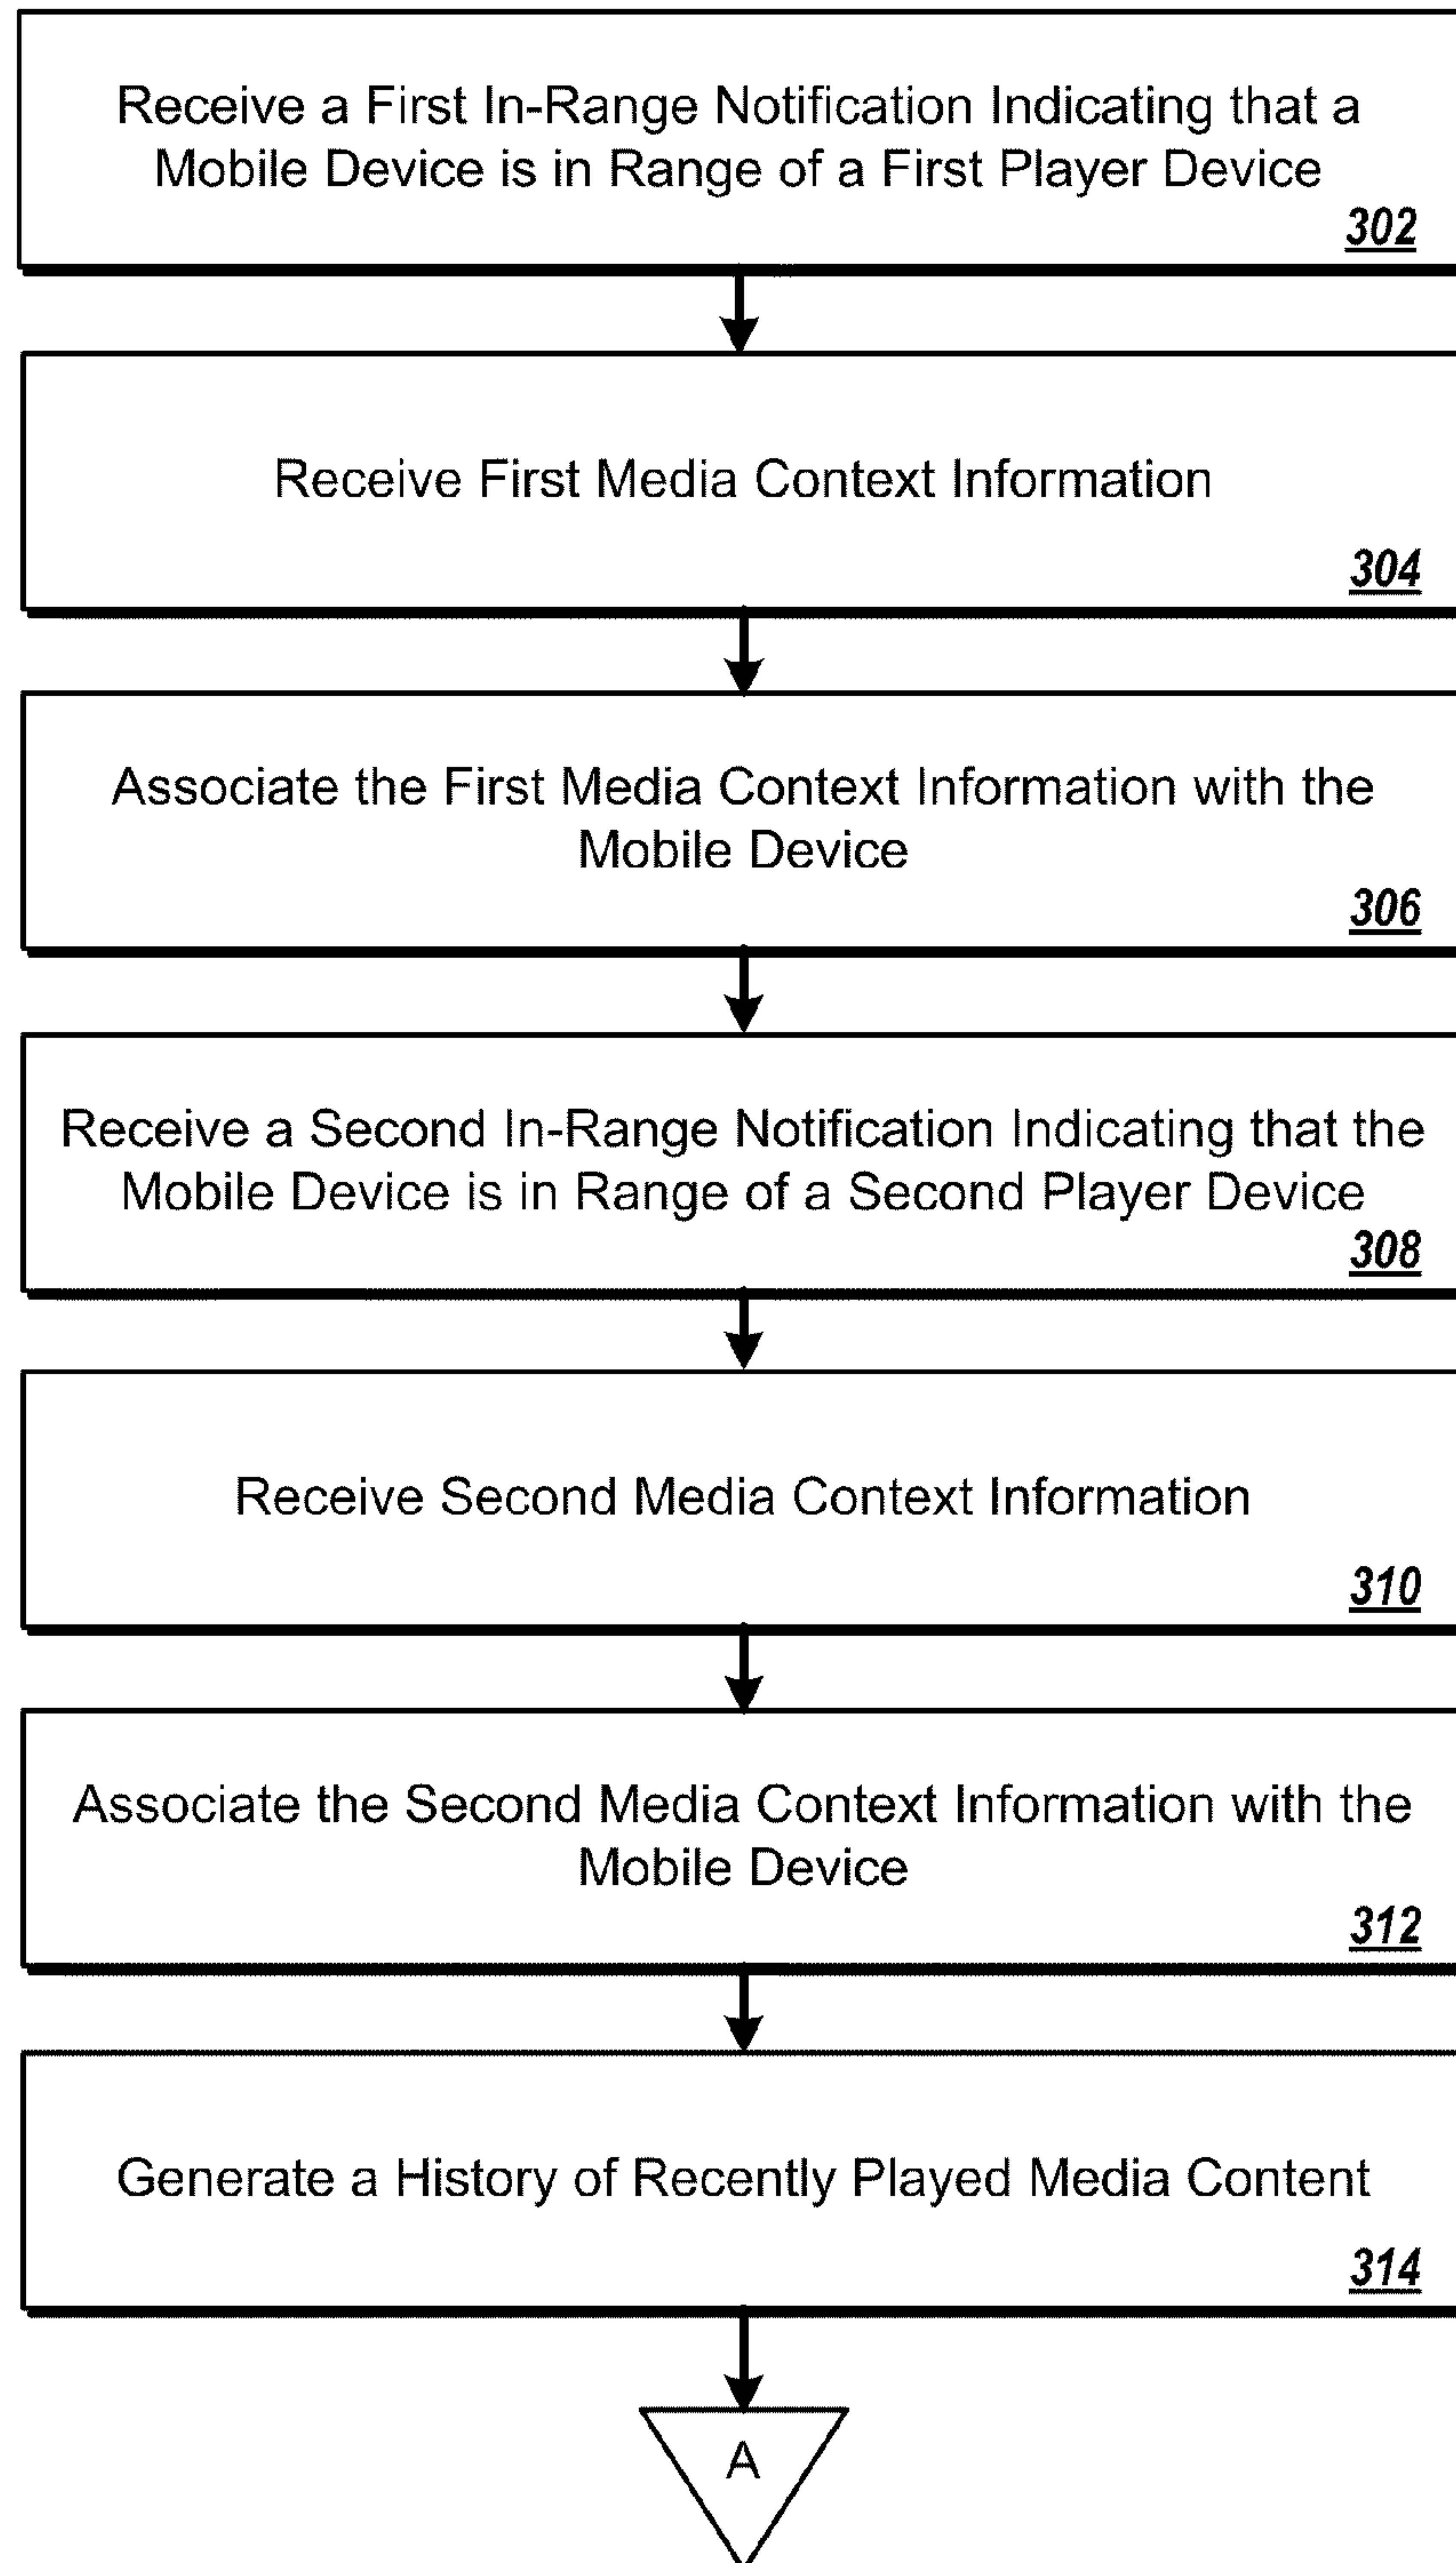 Receive a First In-Range Notification Indicating that a
Mobile Device is in Range of a First Player Device
302
Receive First Media Context Information
304
Associate the First Media Context Information with the
Mobile Device
306
Receive a Second In-Range Notification Indicating that the
Mobile Device is in Range of a Second Player Device
308
Receive Second Media Context Information
310
Associate the Second Media Context Information with the
Mobile Device
312
Generate a History of Recently Played Media Content
314
A